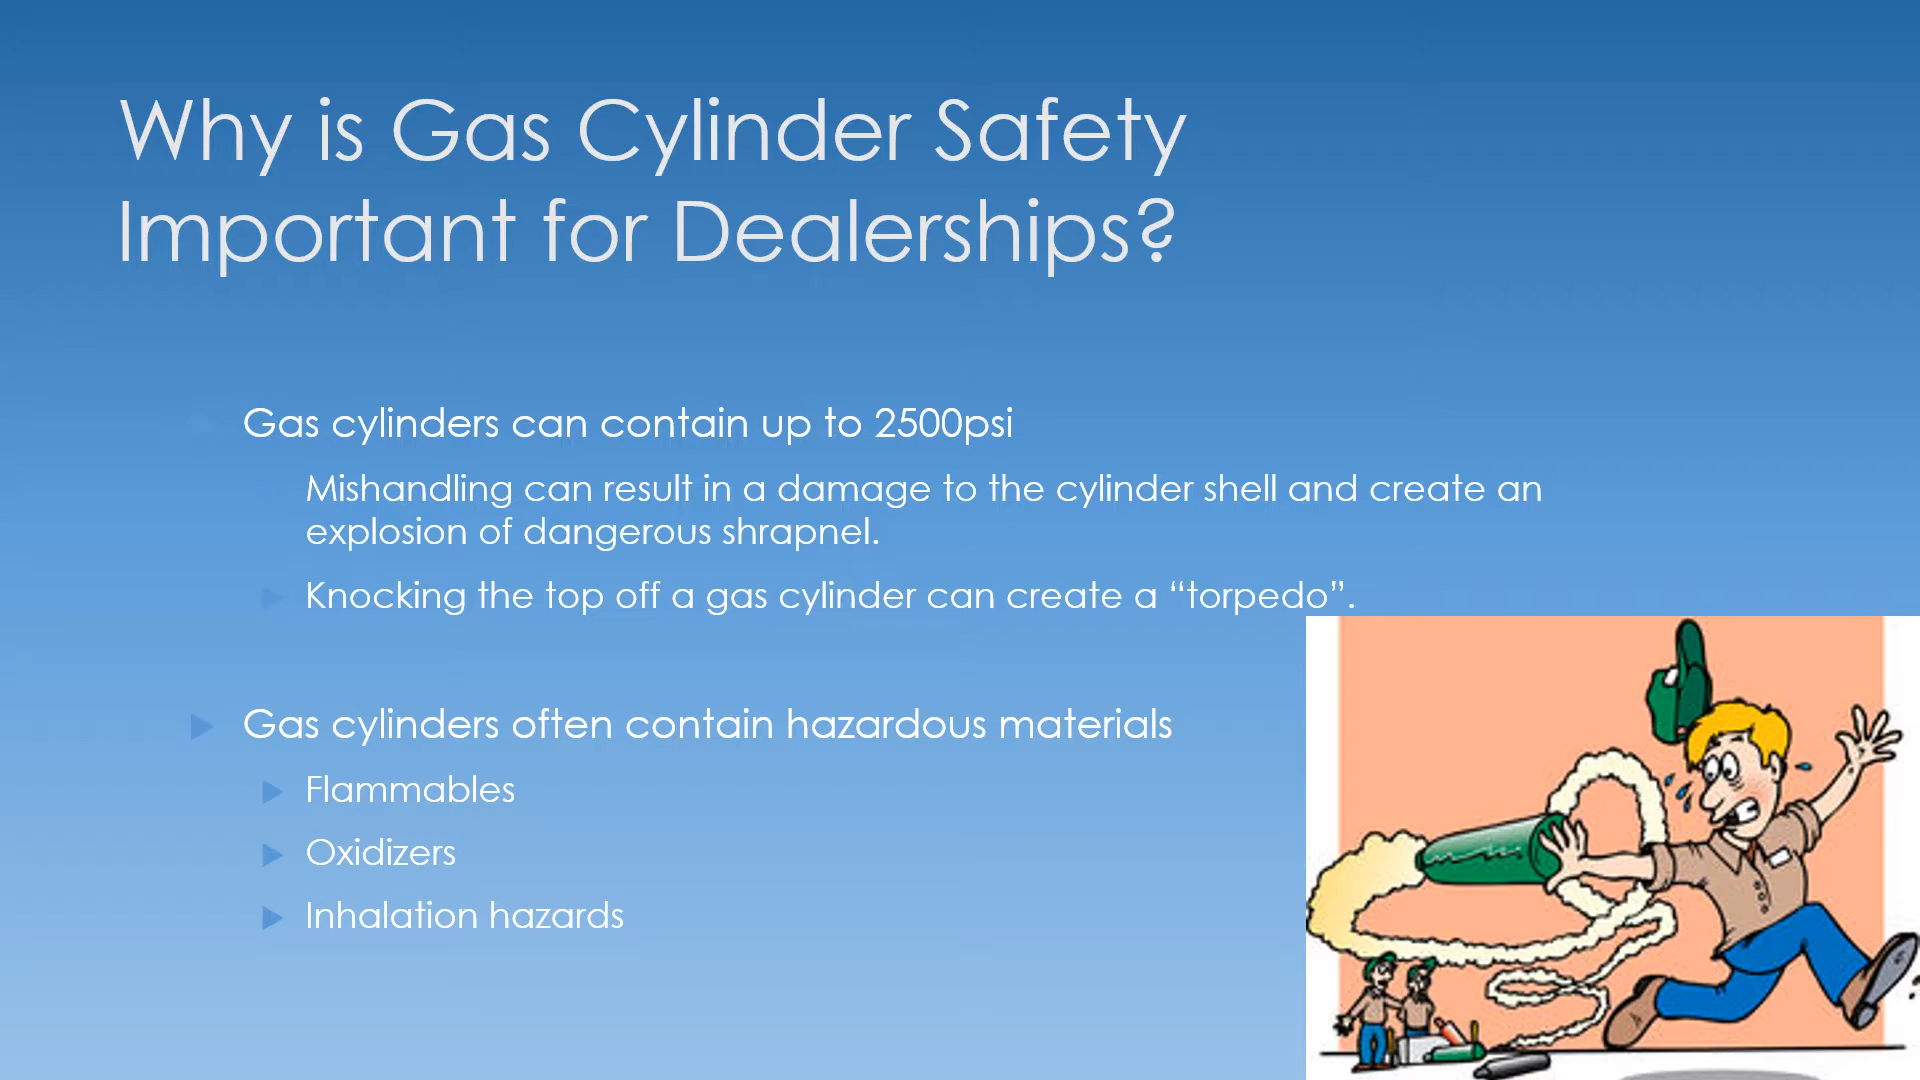 Why is Gas Cylinder Safety
Important for Dealerships?
Gas cylinders can contain up to 2500psi
Mishandling can result in a damage to the cylinder shell and create an
explosion of dangerous shrapnel.
Knocking the top off a gas cylinder can create a “torpedo”.
Gas cylinders often contain hazardous materials
Flammables
Oxidizers
Inhalation hazards